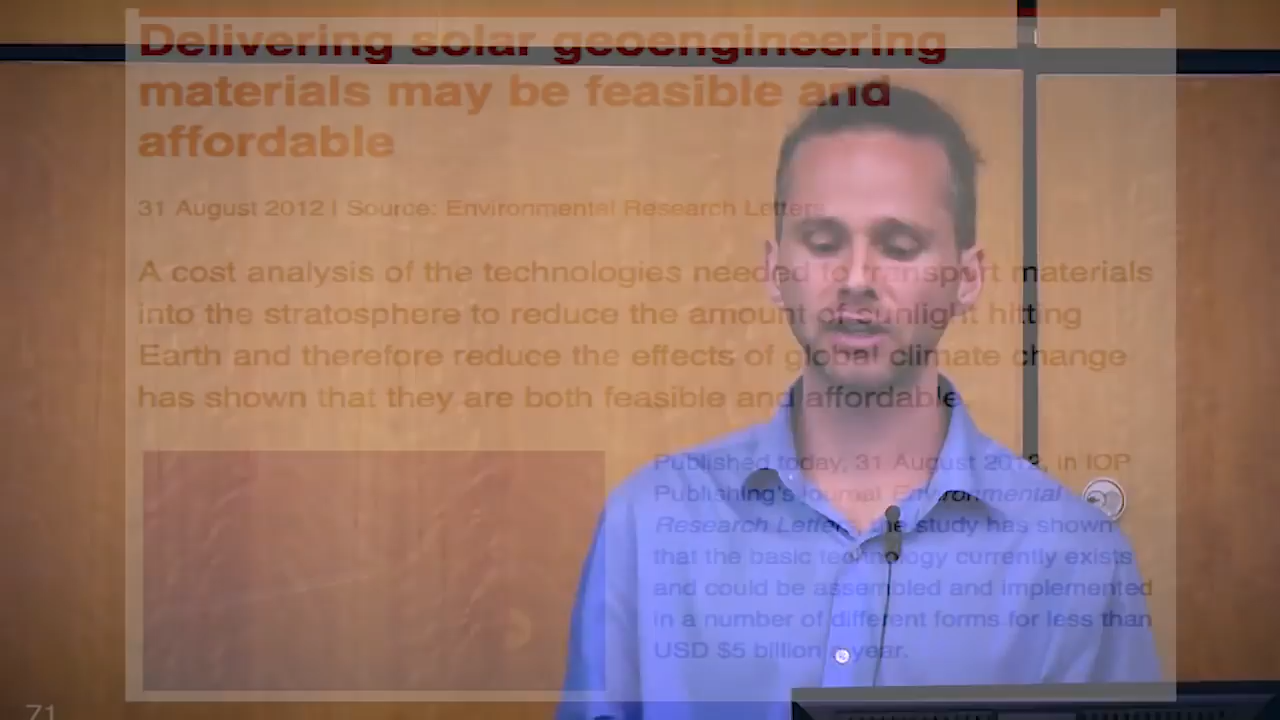 Delivering solar geoengineering
materials may be feasible and
affordable
31 August 2012 | Source: Environmental Research Letters
A cost analysis of the technologies needed to transport materials
into the stratosphere to reduce the amount of sunlight hitting
Earth and therefore reduce the effects of global climate change
has shown that they are both feasible and affordable.
Published today, 31 August 2012, in IOP
Publishing's journal Environmental
Research Letters, the study has shown
that the basic technology currently exists
and could be assembled and implemented
in a number of different forms for less than
USD $5 billion a year.
71